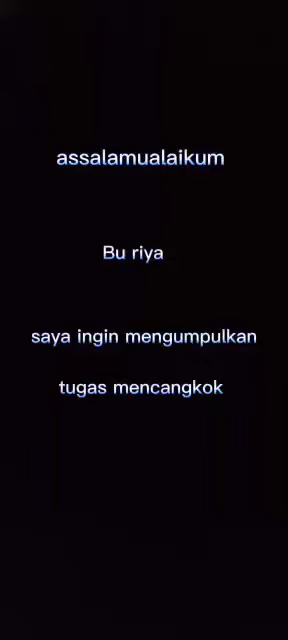 assalamualaikum
Bu riya
saya ingin mengumpulkan
tugas mencangkok